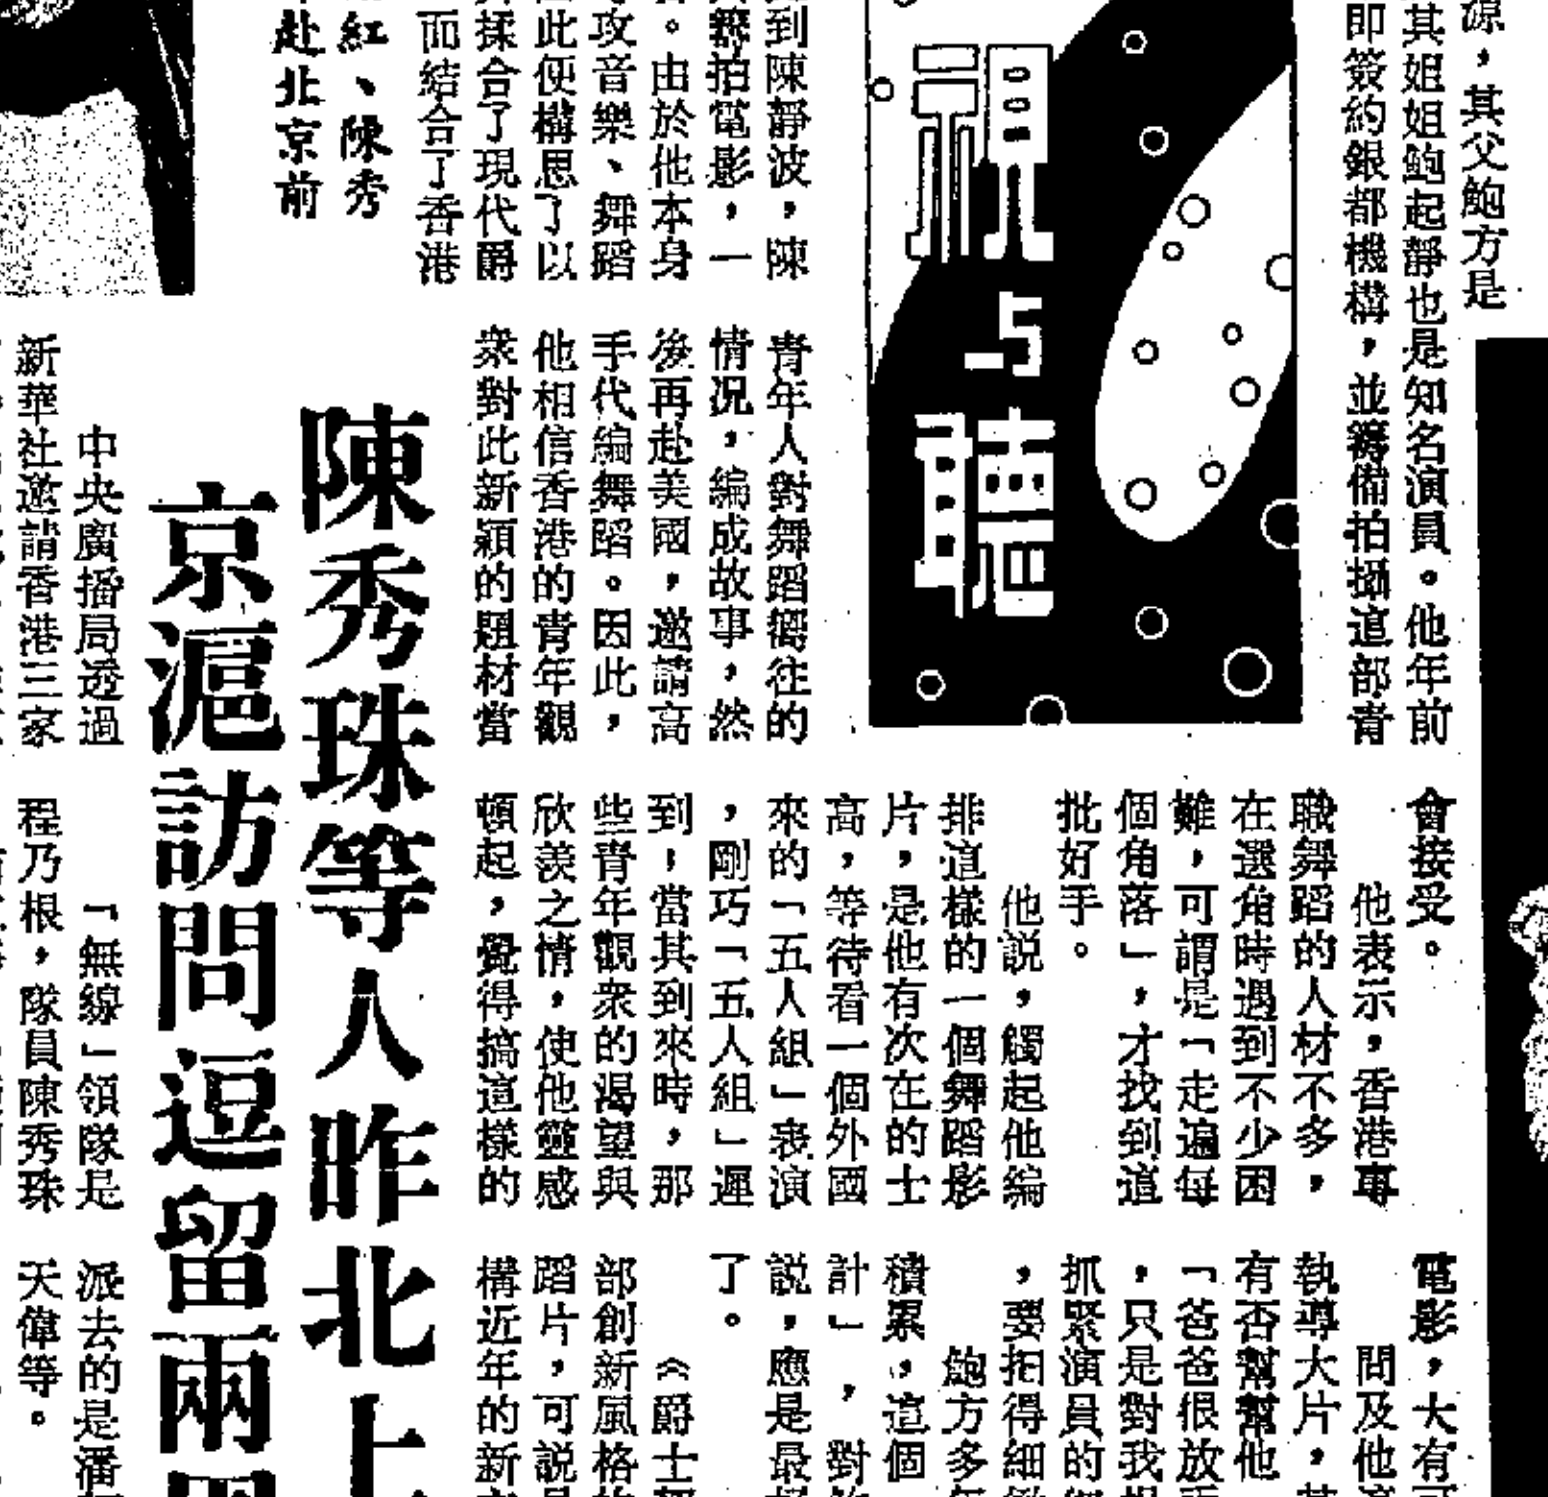 源，其父鮑方是
其姐姐鮑起靜也是知名演員。他年前
即簽約銀都機構，並籌備拍攝這部青
視与聽
到陳靜波，陳
舞拍電影，一
。由於他本身
攻音樂、舞蹈
此便構思了以
揉合了現代爵
而結合了香港
紅、陳秀
赴北京前
青年人對舞蹈嚮往的
情況，編成故事，然
後再赴美國，邀請高
手代編舞蹈。因此，
他相信香港的青年觀
衆對此新穎的題材當
會接受。
他表示，香港專
職舞蹈的人材不多，
在選角時遇到不少困
難，可謂是「走遍每
個角落」，才找到這
批好手。
他説，觸起他編
排這樣的一個舞蹈影
片，是他有次在的士
高，等待看一個外國
來的「五人組」表演
，剛巧「五人組」遲
到，當其到來時，那
些青年觀衆的渴望與
欣羨之情，使他靈感
頓起，覺得搞這樣的
電影，大有
問及他
執導大片，
有否幫幫他
「爸爸很放
，只是對我
抓緊演員的
，要拍得細
鮑方多
積累，這個
計」，對
説，應是最
了。
《爵士
部創新風格
蹈片，可説
構近年的新
陳秀珠等人昨北上
京滬訪問逗留兩
中央廣播局透過
新華社邀請香港三家
「無線」領隊是
程乃根，隊員陳秀珠
派去的是潘
天偉等。